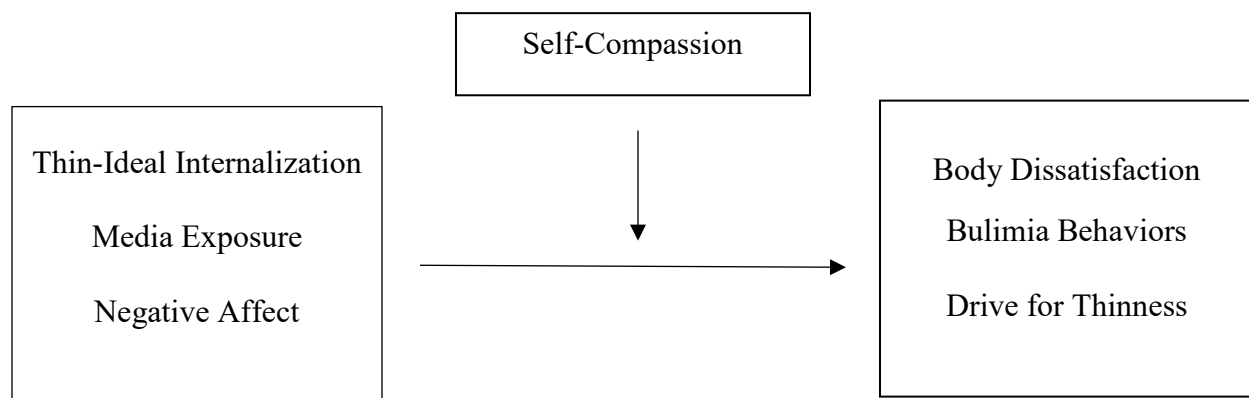 Self-Compassion
Thin-Ideal Internalization
Media Exposure
Negative Affect
Body Dissatisfaction
Bulimia Behaviors
Drive for Thinness